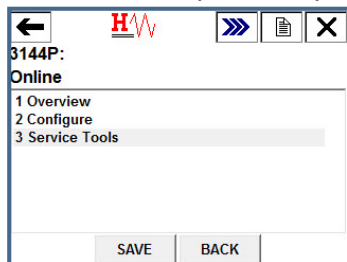 H
3144P:
Online
1 Overview
2 Configure
3 Service Tools
SAVE BACK